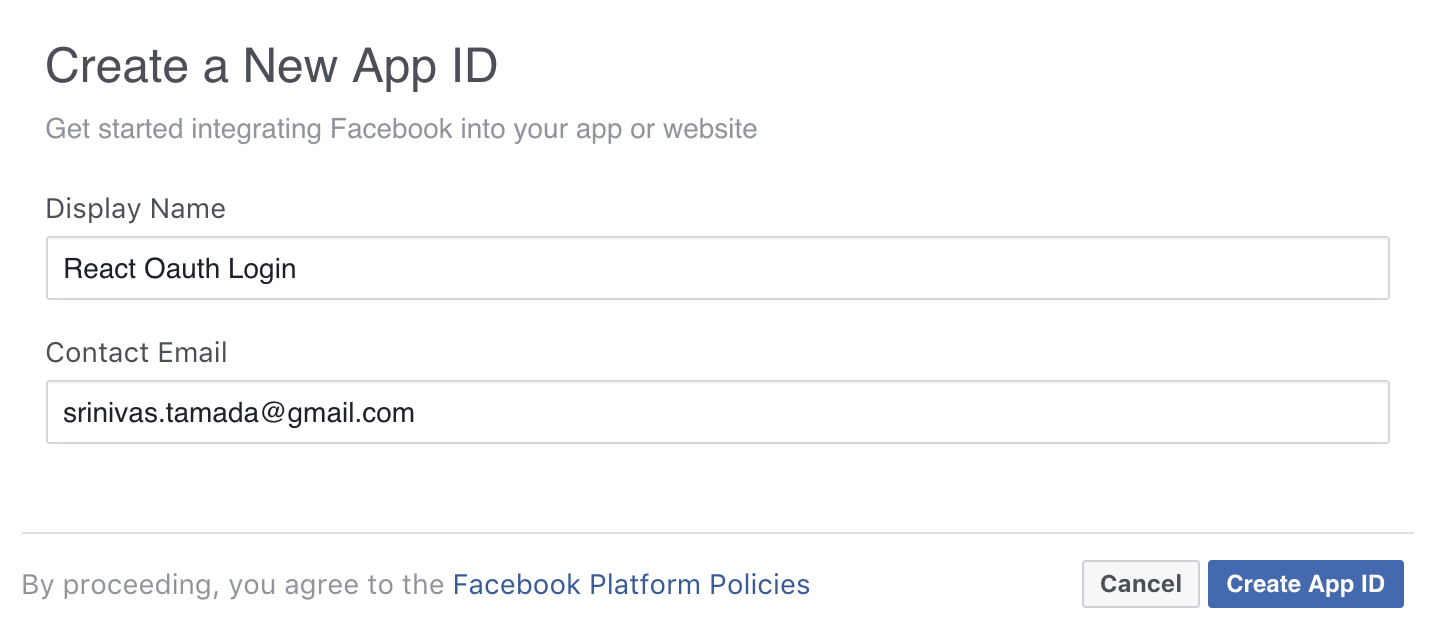 Create a New App ID
Get started integrating Facebook into your app or website
Display Name
React Oauth Login
Contact Email
srinivas.tamada@gmail.com
By proceeding, you agree to the Facebook Platform Policies
Cancel
Create App ID